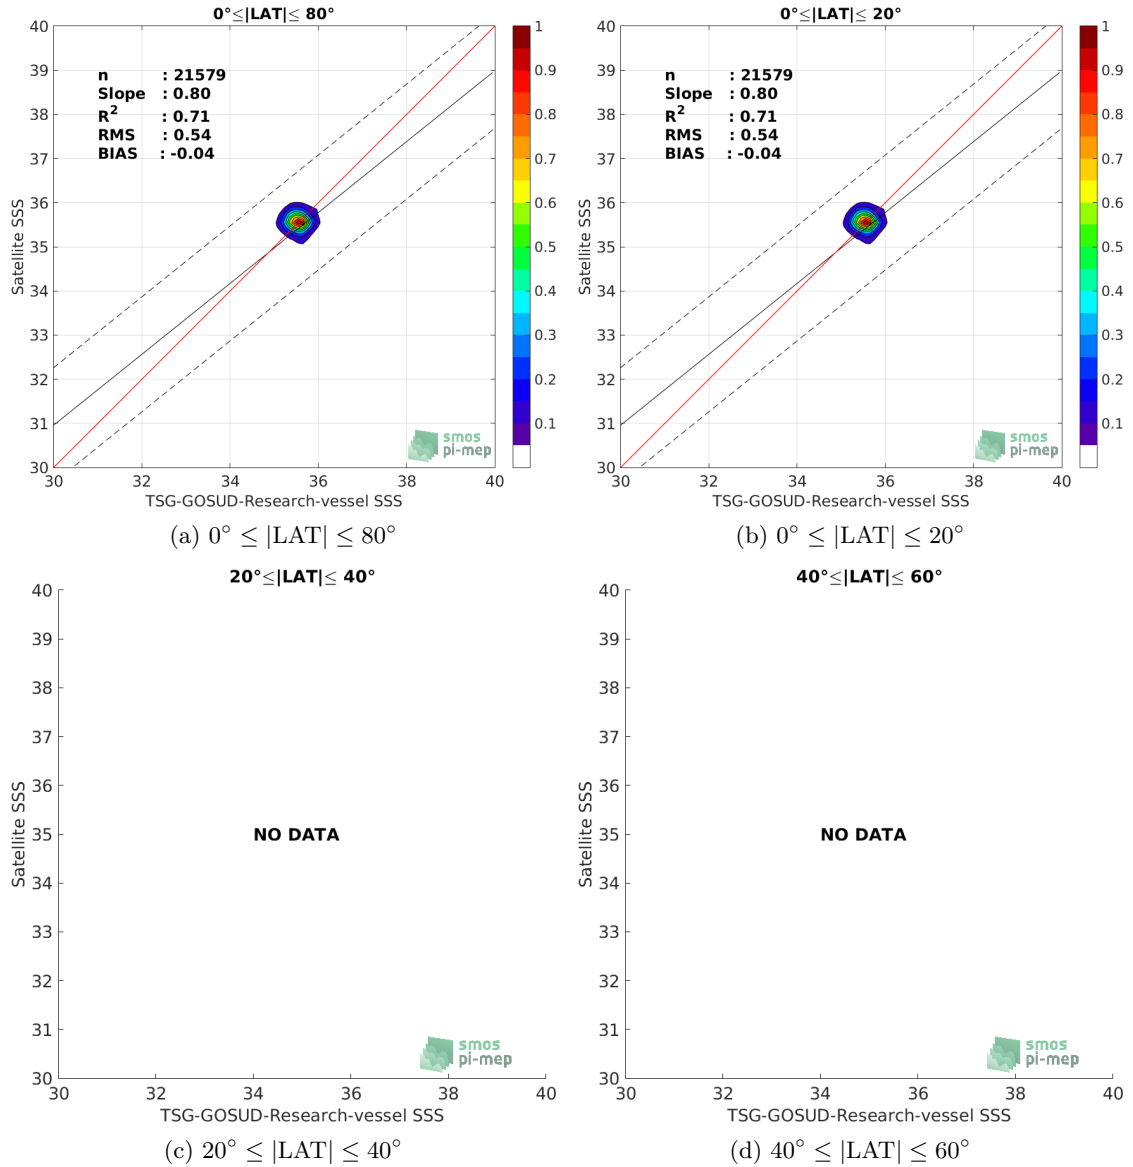 0°≤|LAT|≤ 80°
40
39
38
37
36
35
34
33
32
31
30
Satellite SSS
n : 21579
Slope : 0.80
R² : 0.71
RMS : 0.54
BIAS : -0.04
smos
pi-mep
30 32 34 36 38 40
TSG-GOSUD-Research-vessel SSS
1
0.9
0.8
0.7
0.6
0.5
0.4
0.3
0.2
0.1
(a) 0° ≤ |LAT| ≤ 80°
0°≤|LAT|≤ 20°
40
39
38
37
36
35
34
33
32
31
30
Satellite SSS
n : 21579
Slope : 0.80
R² : 0.71
RMS : 0.54
BIAS : -0.04
smos
pi-mep
30 32 34 36 38 40
TSG-GOSUD-Research-vessel SSS
1
0.9
0.8
0.7
0.6
0.5
0.4
0.3
0.2
0.1
(b) 0° ≤ |LAT| ≤ 20°
20°≤|LAT|≤ 40°
40
39
38
37
36
35
34
33
32
31
30
Satellite SSS
NO DATA
smos
pi-mep
30 32 34 36 38 40
TSG-GOSUD-Research-vessel SSS
(c) 20° ≤ |LAT| ≤ 40°
40°≤|LAT|≤ 60°
40
39
38
37
36
35
34
33
32
31
30
Satellite SSS
NO DATA
smos
pi-mep
30 32 34 36 38 40
TSG-GOSUD-Research-vessel SSS
(d) 40° ≤ |LAT| ≤ 60°